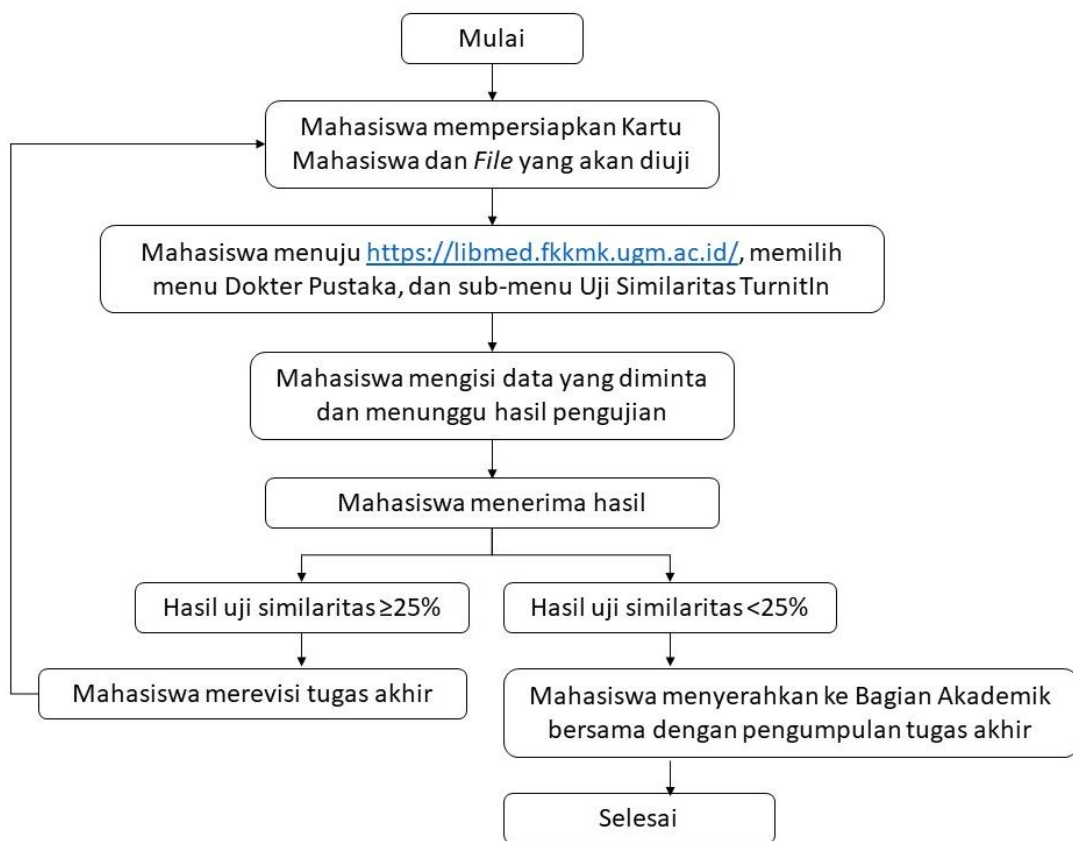 Mulai
Mahasiswa mempersiapkan Kartu
Mahasiswa dan File yang akan diuji
Mahasiswa menuju https://libmed.fkkmk.ugm.ac.id/, memilih
menu Dokter Pustaka, dan sub-menu Uji Similaritas TurnitIn
Mahasiswa mengisi data yang diminta
dan menunggu hasil pengujian
Mahasiswa menerima hasil
Hasil uji similaritas ≥25%
Hasil uji similaritas <25%
Mahasiswa merevisi tugas akhir
Mahasiswa menyerahkan ke Bagian Akademik
bersama dengan pengumpulan tugas akhir
Selesai